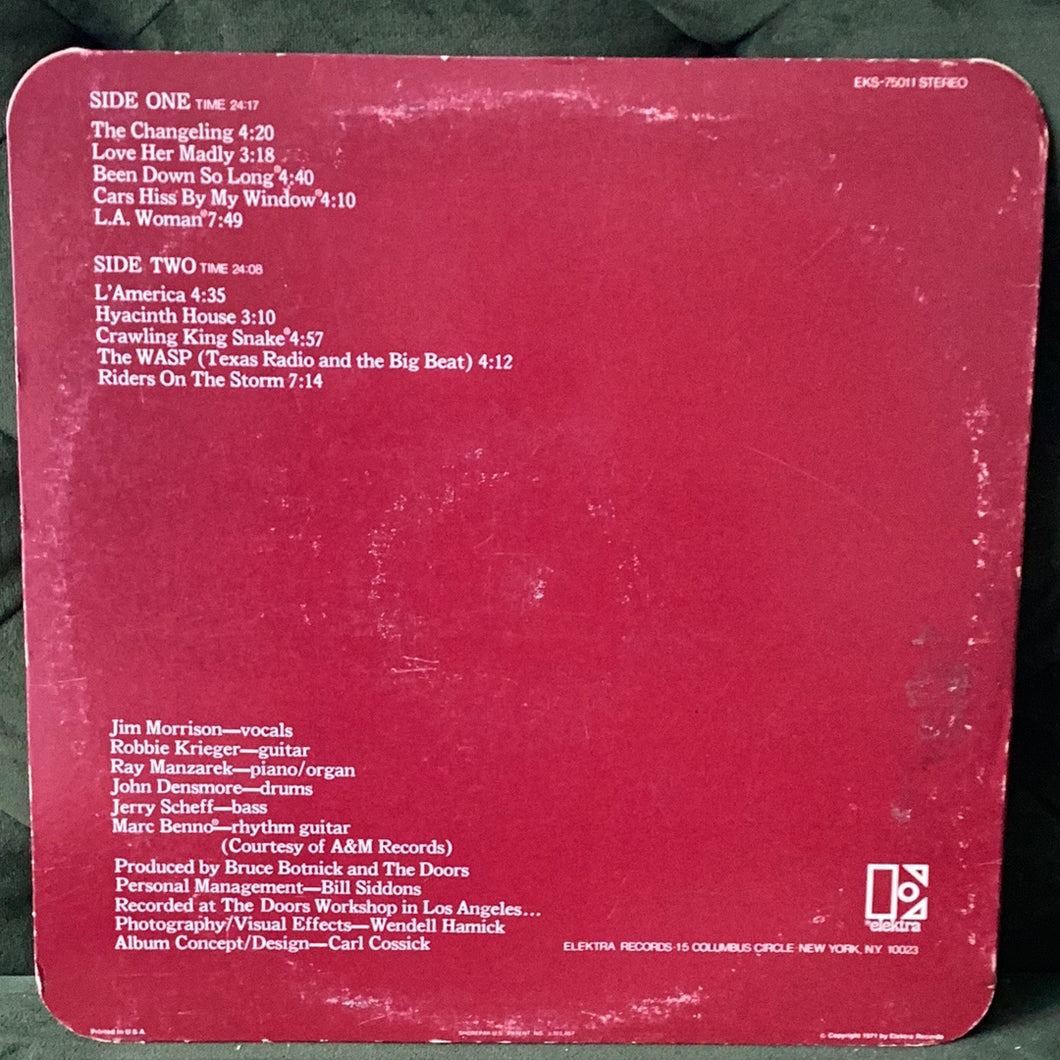 EKS-75011 STEREO
SIDE ONE TIME 24:17
The Changeling 4:20
Love Her Madly 3:18
Been Down So Long* 4:40
Cars Hiss By My Window* 4:10
L.A. Woman* 7:49
SIDE TWO TIME 24:08
L'America 4:35
Hyacinth House 3:10
Crawling King Snake* 4:57
The WASP (Texas Radio and the Big Beat) 4:12
Riders On The Storm 7:14
Jim Morrison—vocals
Robbie Krieger—guitar
Ray Manzarek—piano/organ
John Densmore—drums
Jerry Scheff—bass
Marc Benno*—rhythm guitar
(Courtesy of A&M Records)
Produced by Bruce Botnick and The Doors
Personal Management—Bill Siddons
Recorded at The Doors Workshop in Los Angeles...
Photography/Visual Effects—Wendell Hamick
Album Concept/Design—Carl Cossick
elektra
ELEKTRA RECORDS·15 COLUMBUS CIRCLE·NEW YORK, N.Y. 10023
Printed in U S A
© Copyright 1971 by Elektra Records